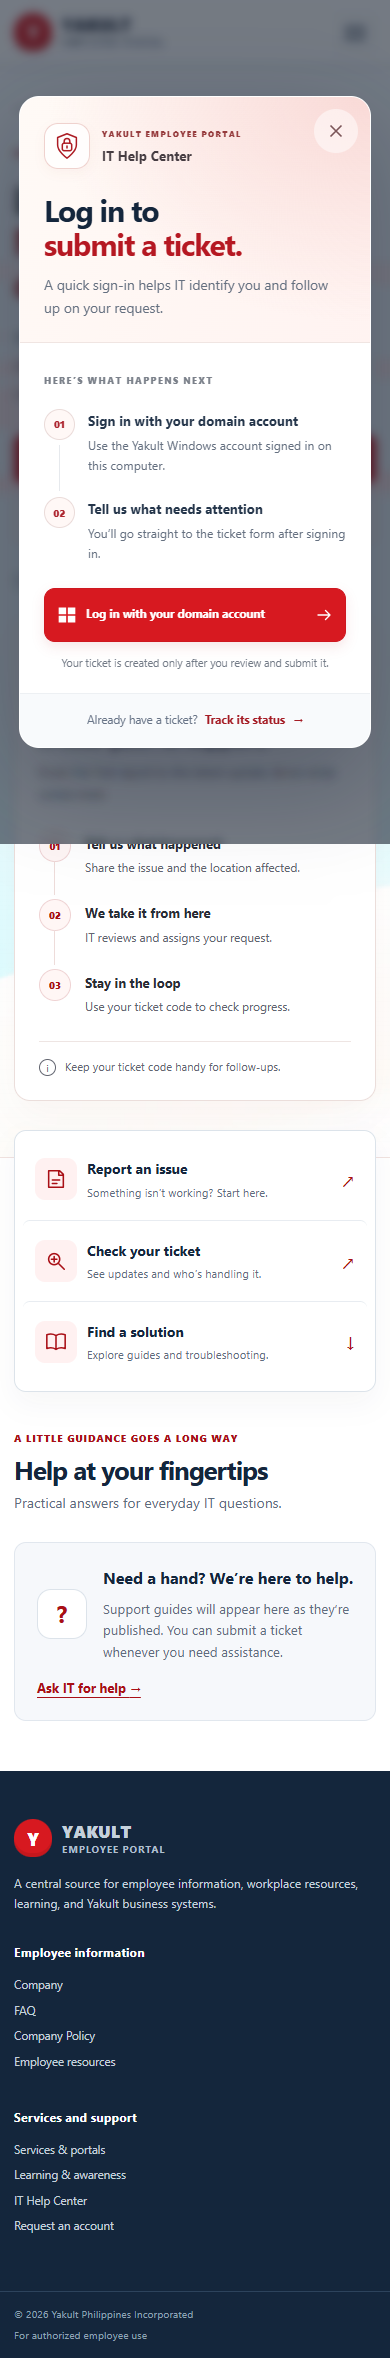 YAKULT
YAKULT EMPLOYEE PORTAL
IT Help Center
Log in to
submit a ticket.
A quick sign-in helps IT identify you and follow
up on your request.
HERE'S WHAT HAPPENS NEXT
01
Sign in with your domain account
Use the Yakult Windows account signed in on
this computer.
02
Tell us what needs attention
You'll go straight to the ticket form after signing
in.
Log in with your domain account →
Your ticket is created only after you review and submit it.
Already have a ticket? Track its status →
01
Tell us what happened
Share the issue and the location affected.
02
We take it from here
IT reviews and assigns your request.
03
Stay in the loop
Use your ticket code to check progress.
Keep your ticket code handy for follow-ups.
Report an issue
Something isn't working? Start here.
Check your ticket
See updates and who's handling it.
Find a solution
Explore guides and troubleshooting.
A LITTLE GUIDANCE GOES A LONG WAY
Help at your fingertips
Practical answers for everyday IT questions.
?
Need a hand? We're here to help.
Support guides will appear here as they're
published. You can submit a ticket
whenever you need assistance.
Ask IT for help →
Y
YAKULT
EMPLOYEE PORTAL
A central source for employee information, workplace resources,
learning, and Yakult business systems.
Employee information
Company
FAQ
Company Policy
Employee resources
Services and support
Services & portals
Learning & awareness
IT Help Center
Request an account
© 2026 Yakult Philippines Incorporated
For authorized employee use